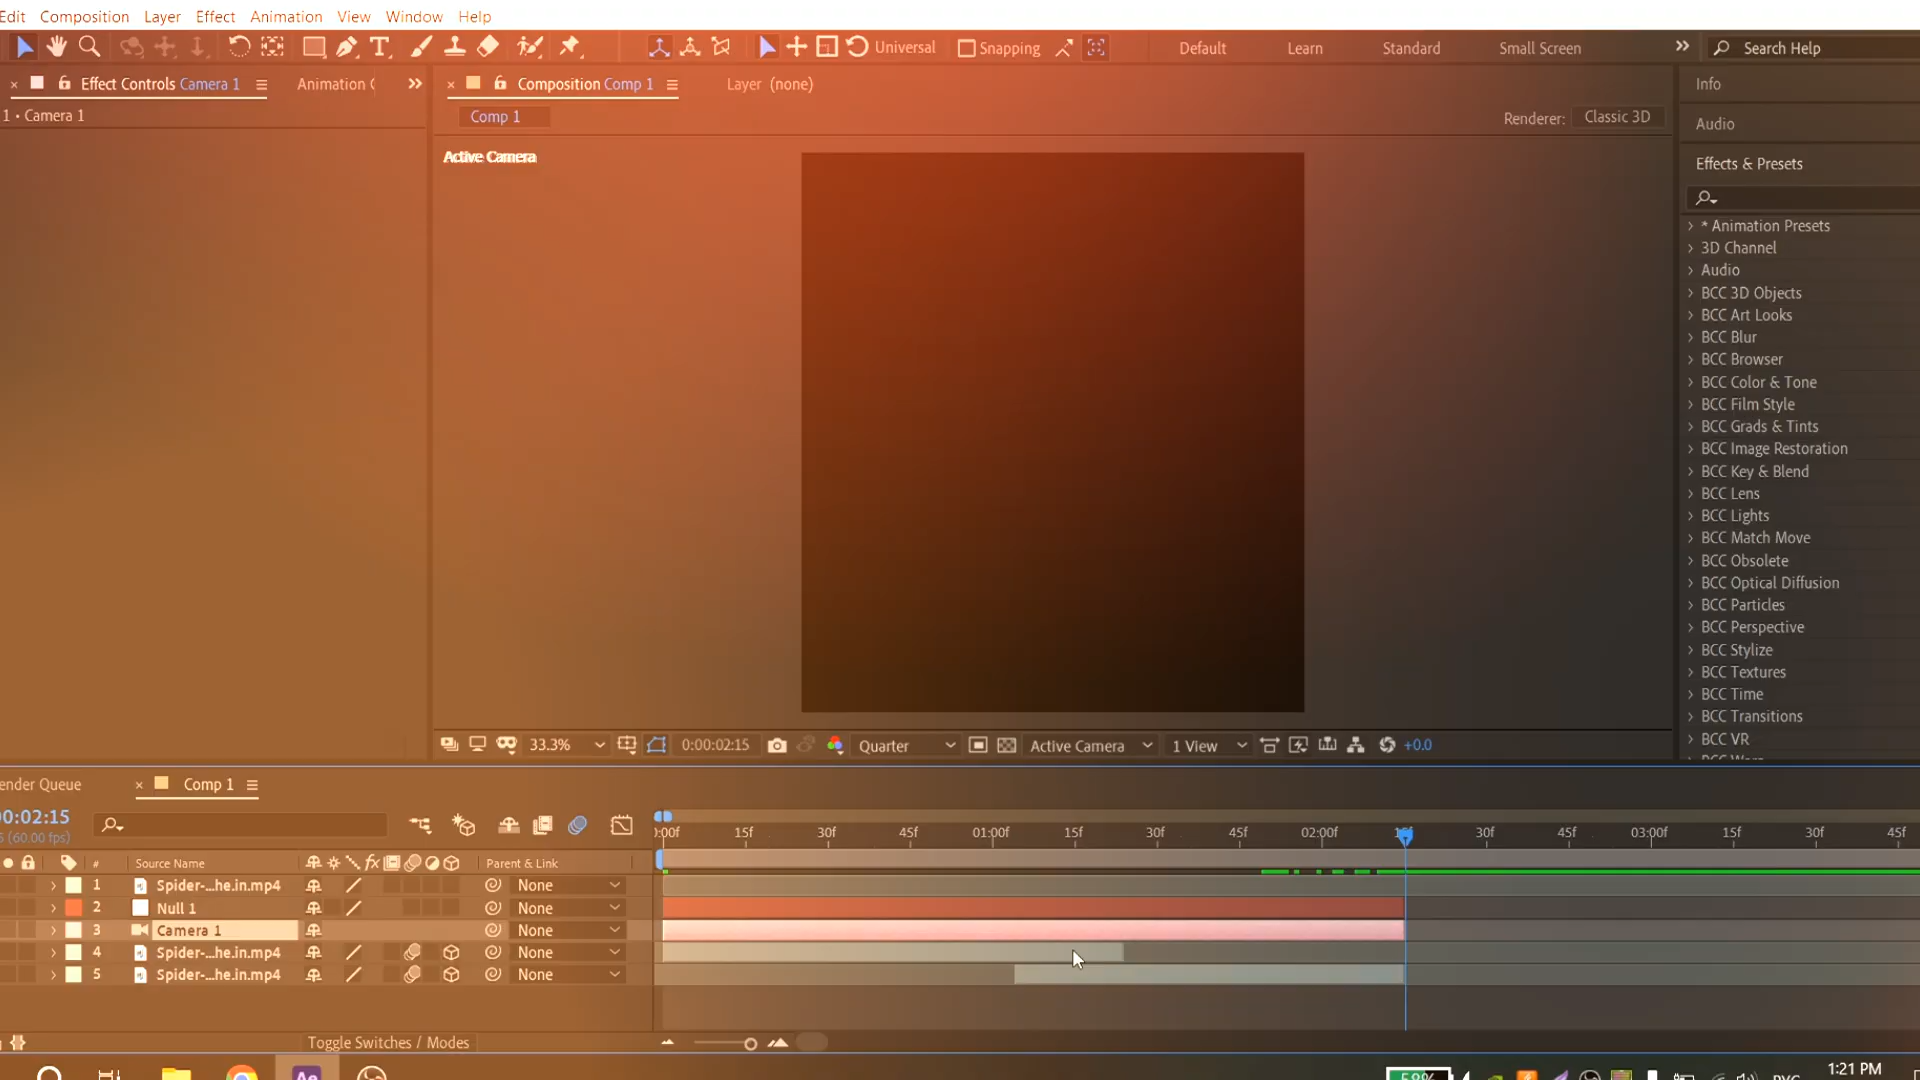 Edit Composition Layer Effect Animation View Window Help
Universal Snapping Default Learn Standard Small Screen Search Help
Effect Controls Camera 1 Animation Composition Comp 1 Layer (none) Info
1 • Camera 1 Comp 1 Renderer: Classic 3D Audio
Active Camera
Effects & Presets
* Animation Presets
3D Channel
Audio
BCC 3D Objects
BCC Art Looks
BCC Blur
BCC Browser
BCC Color & Tone
BCC Film Style
BCC Grads & Tints
BCC Image Restoration
BCC Key & Blend
BCC Lens
BCC Lights
BCC Match Move
BCC Obsolete
BCC Optical Diffusion
BCC Particles
BCC Perspective
BCC Stylize
BCC Textures
BCC Time
BCC Transitions
BCC VR
33.3% 0:00:02:15 Quarter Active Camera 1 View +0.0
ender Queue Comp 1
00:02:15
(60.00 fps)
:00f 15f 30f 45f 01:00f 15f 30f 45f 02:00f 30f 45f 03:00f 15f 30f 45f
# Source Name Parent & Link
1 Spider-...he.in.mp4 None
2 Null 1 None
3 Camera 1 None
4 Spider-...he.in.mp4 None
5 Spider-...he.in.mp4 None
Toggle Switches / Modes
Ae 58% РУС 1:21 PM